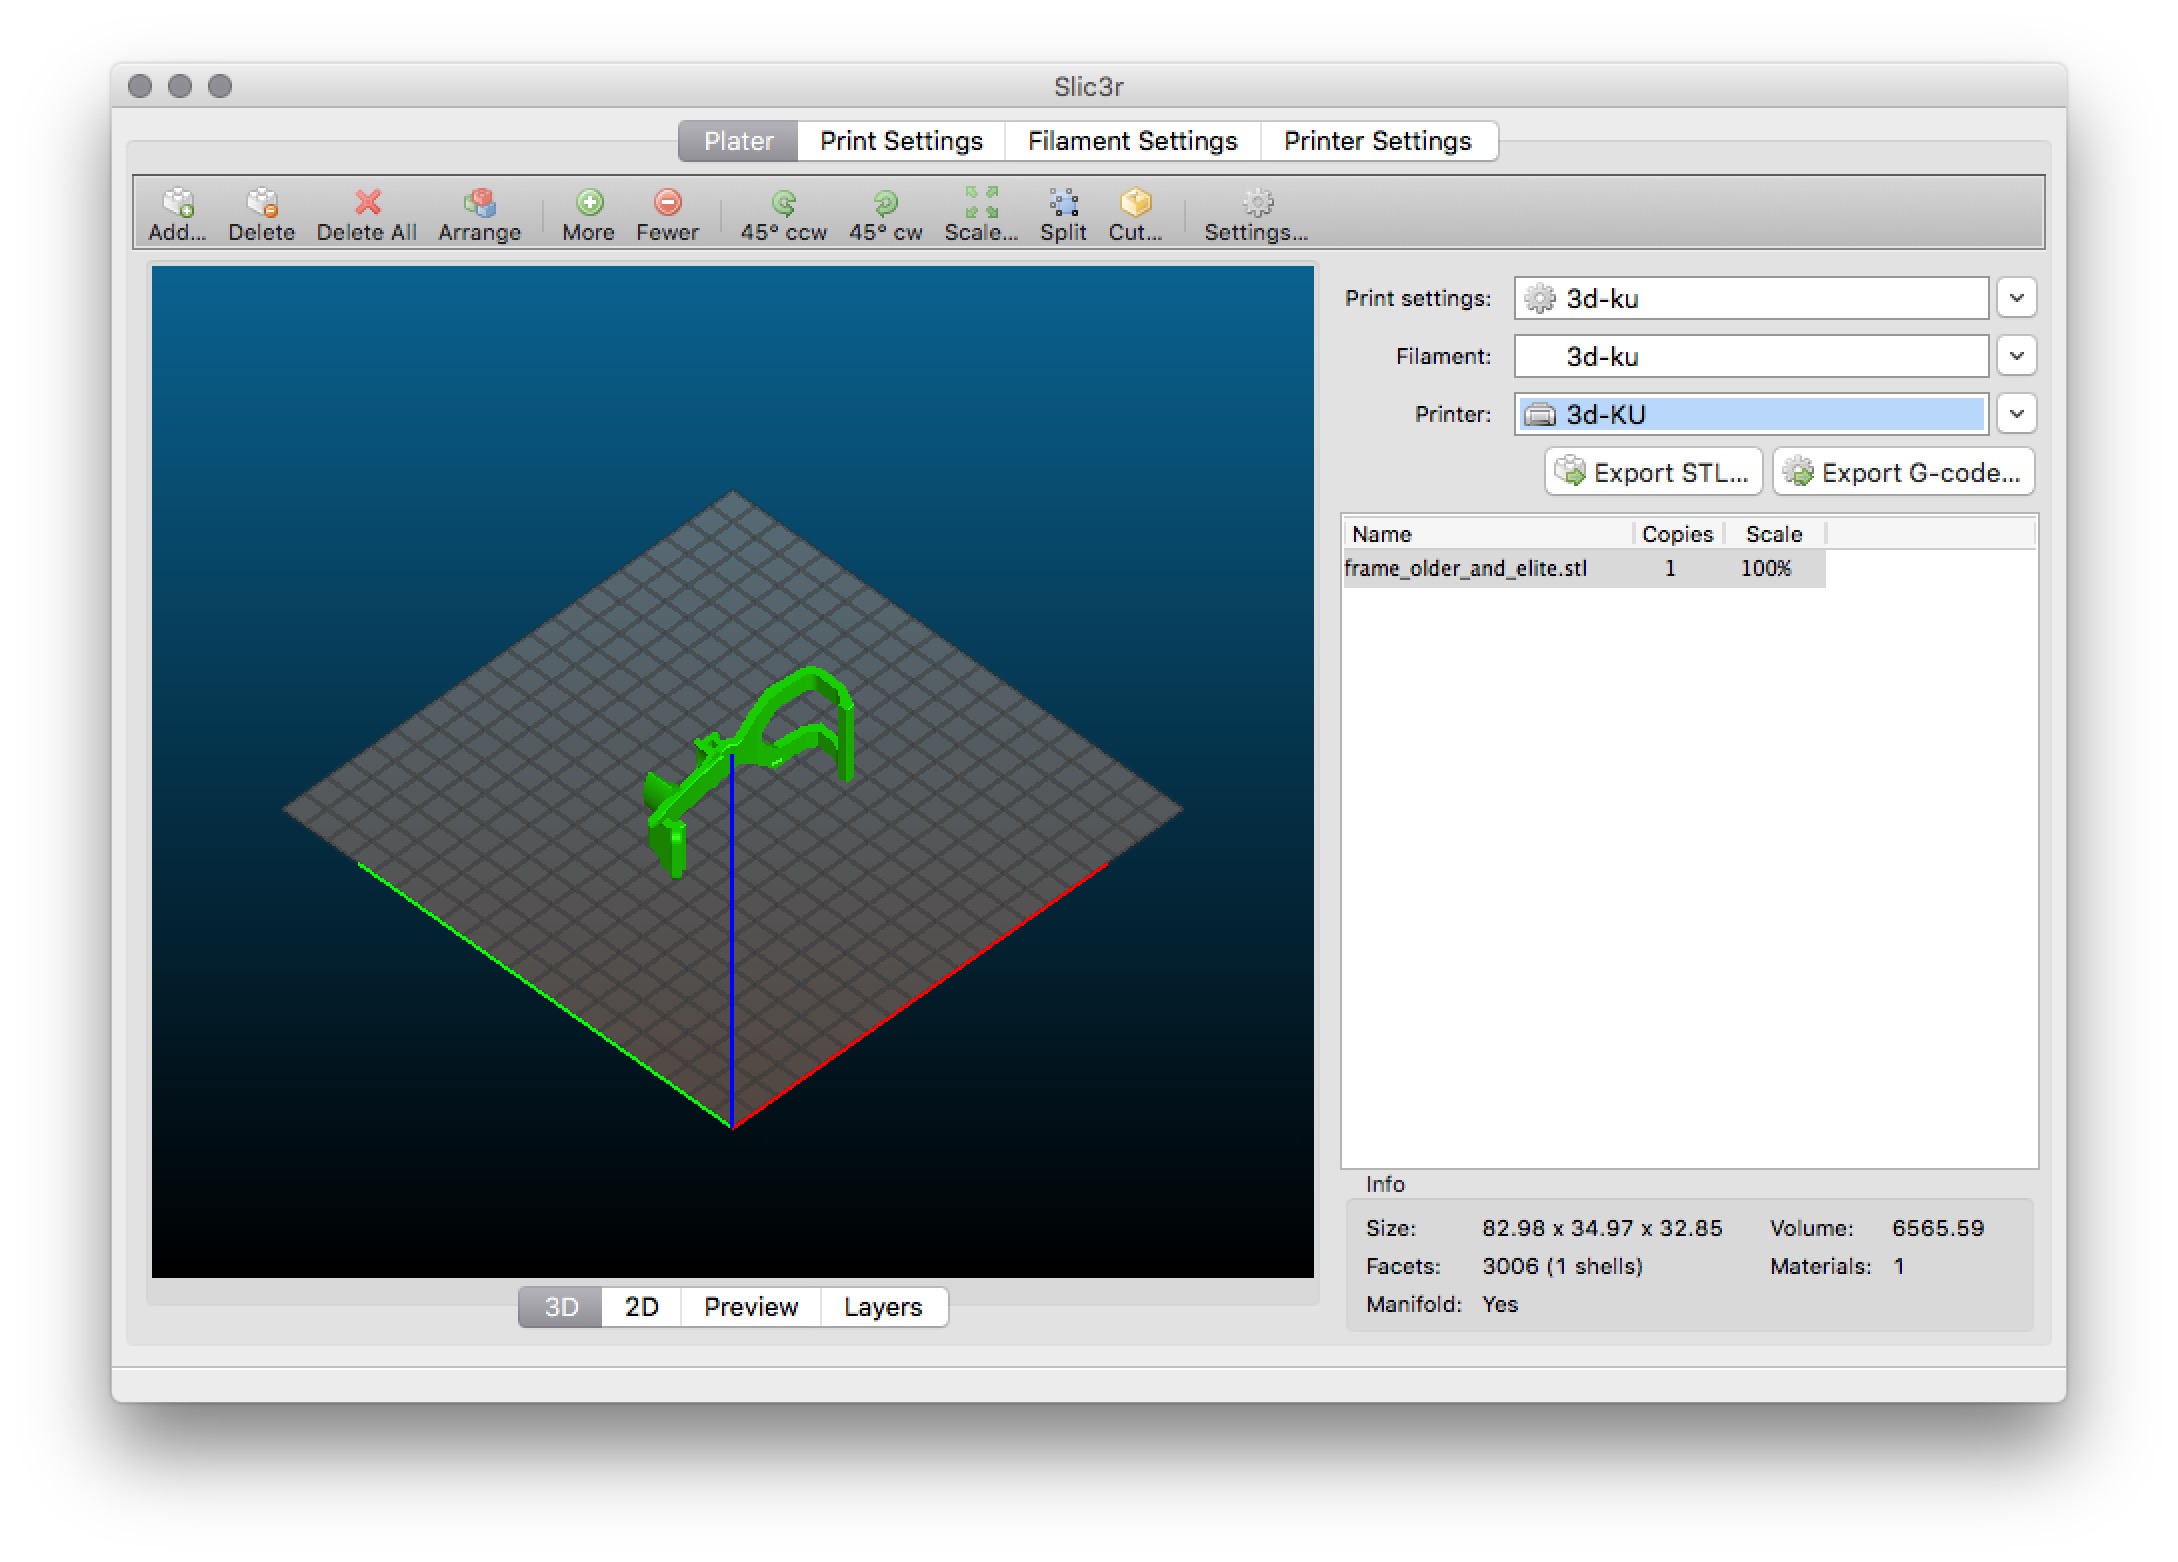 Slic3r
Plater Print Settings Filament Settings Printer Settings
Add... Delete Delete All Arrange More Fewer 45° ccw 45° cw Scale... Split Cut... Settings...
Print settings: 3d-ku
Filament: 3d-ku
Printer: 3d-KU
Export STL... Export G-code...
Name Copies Scale
frame_older_and_elite.stl 1 100%
Info
Size: 82.98 x 34.97 x 32.85 Volume: 6565.59
Facets: 3006 (1 shells) Materials: 1
Manifold: Yes
3D 2D Preview Layers